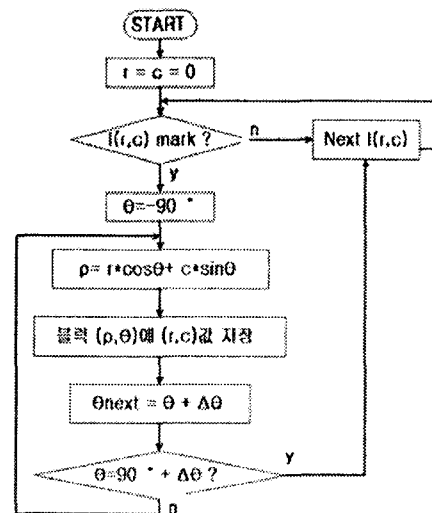 START
r = c = 0
I(r,c) mark ?
n
Next I(r,c)
y
θ=-90 °
ρ= r*cosθ+ c*sinθ
블럭 (ρ,θ)에 (r,c)값 저장
θnext = θ + Δθ
θ=90 ° + Δθ ?
y
n